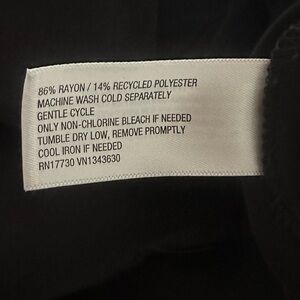 86% RAYON / 14% RECYCLED POLYESTER
MACHINE WASH COLD SEPARATELY
GENTLE CYCLE
ONLY NON-CHLORINE BLEACH IF NEEDED
TUMBLE DRY LOW, REMOVE PROMPTLY
COOL IRON IF NEEDED
RN17730 VN1343630